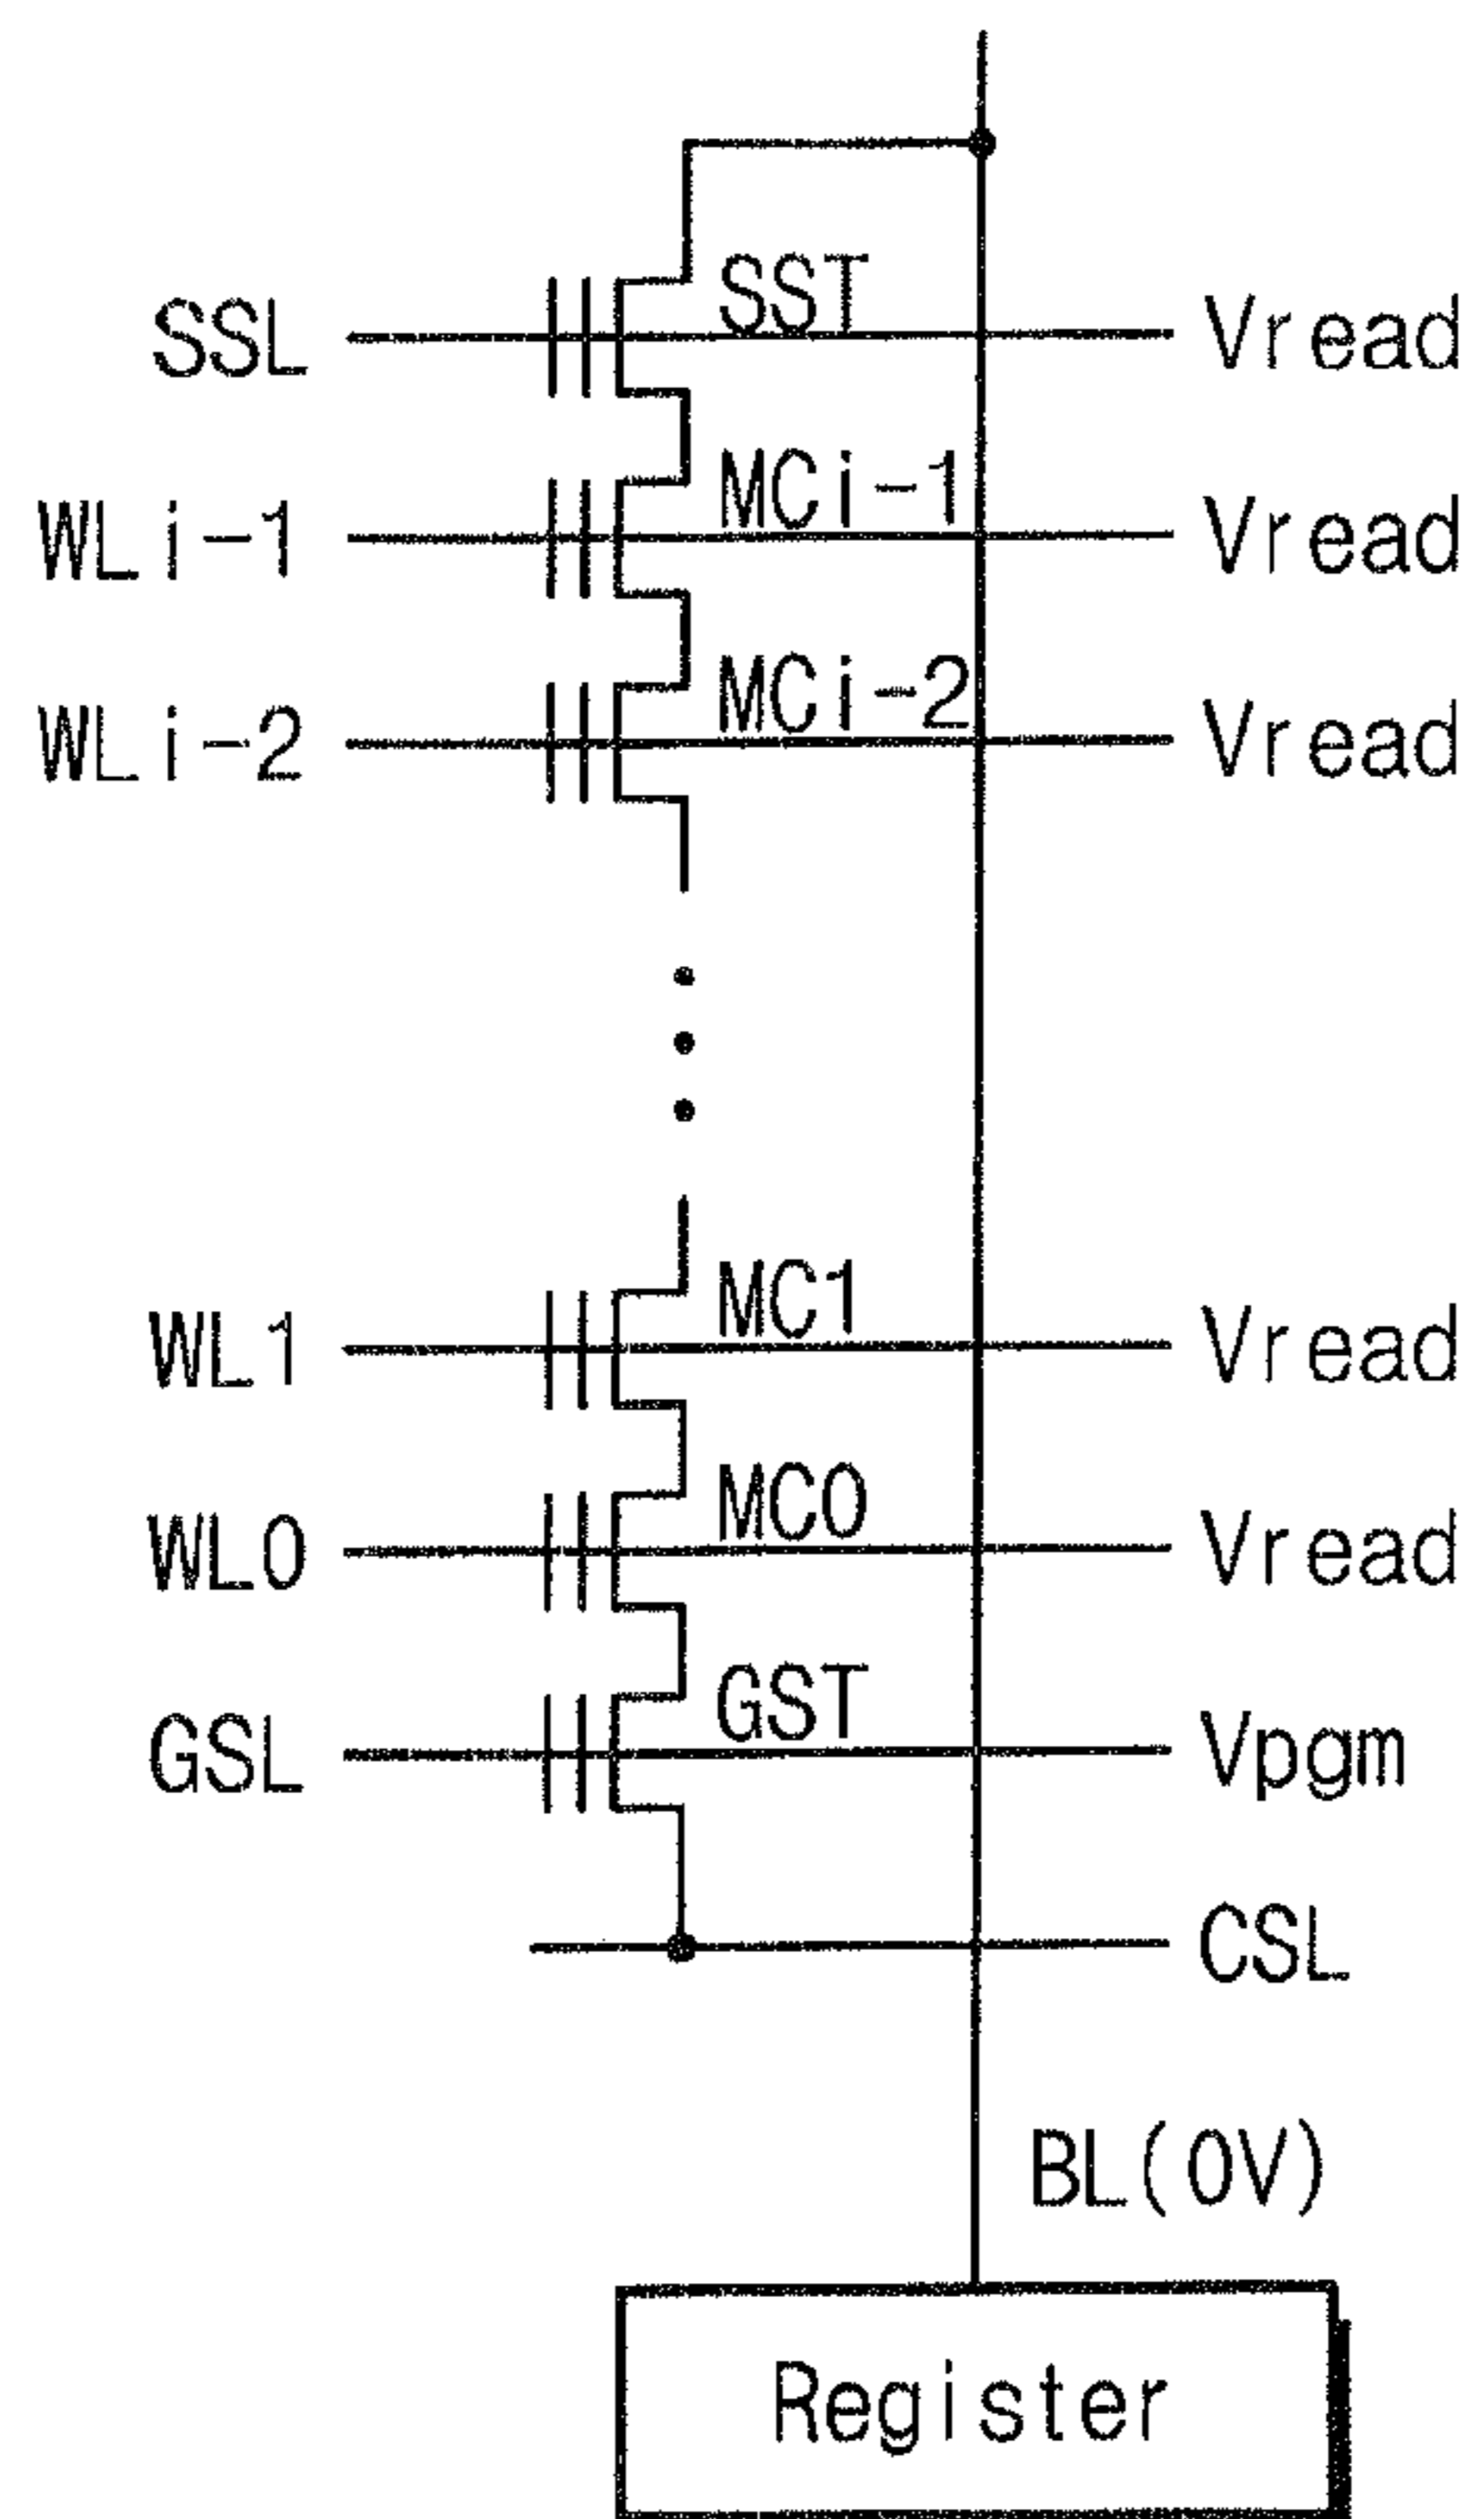 SSL SST Vread
WLi-1 MCi-1 Vread
WLi-2 MCi-2 Vread
WL1 MC1 Vread
WL0 MC0 Vread
GSL GST Vpgm
CSL
BL(0V)
Register